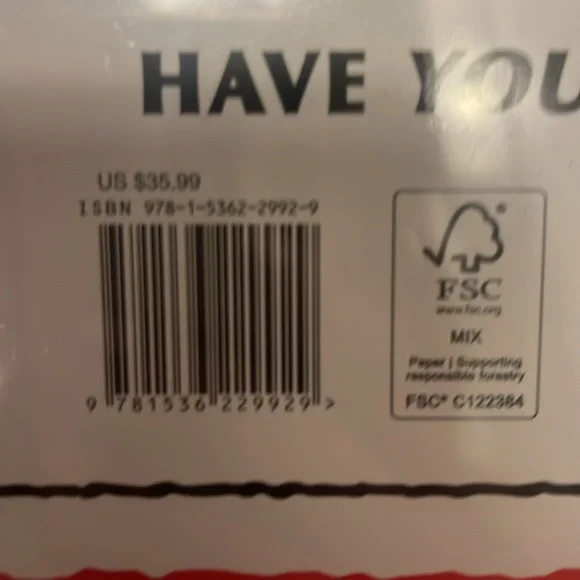 HAVE YOU
US $35.99
ISBN 978-1-5362-2992-9
9 781536 229929 >
FSC
www.fsc.org
MIX
Paper | Supporting
responsible forestry
FSC® C122384